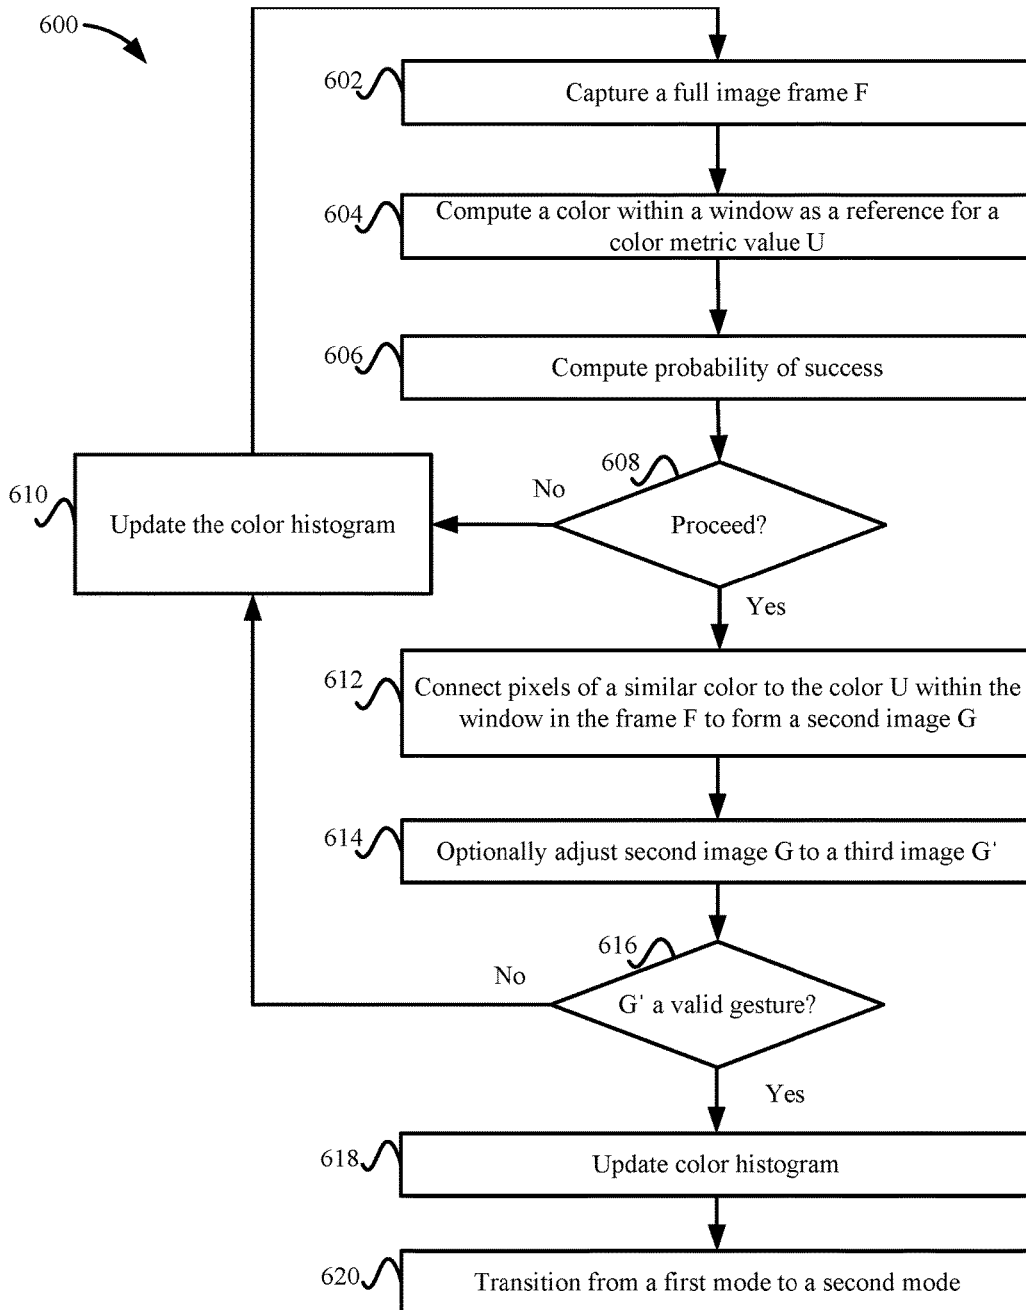 600
602
Capture a full image frame F
604
Compute a color within a window as a reference for a
color metric value U
606
Compute probability of success
608
No
Proceed?
610
Update the color histogram
Yes
612
Connect pixels of a similar color to the color U within the
window in the frame F to form a second image G
614
Optionally adjust second image G to a third image G'
616
No
G' a valid gesture?
Yes
618
Update color histogram
620
Transition from a first mode to a second mode